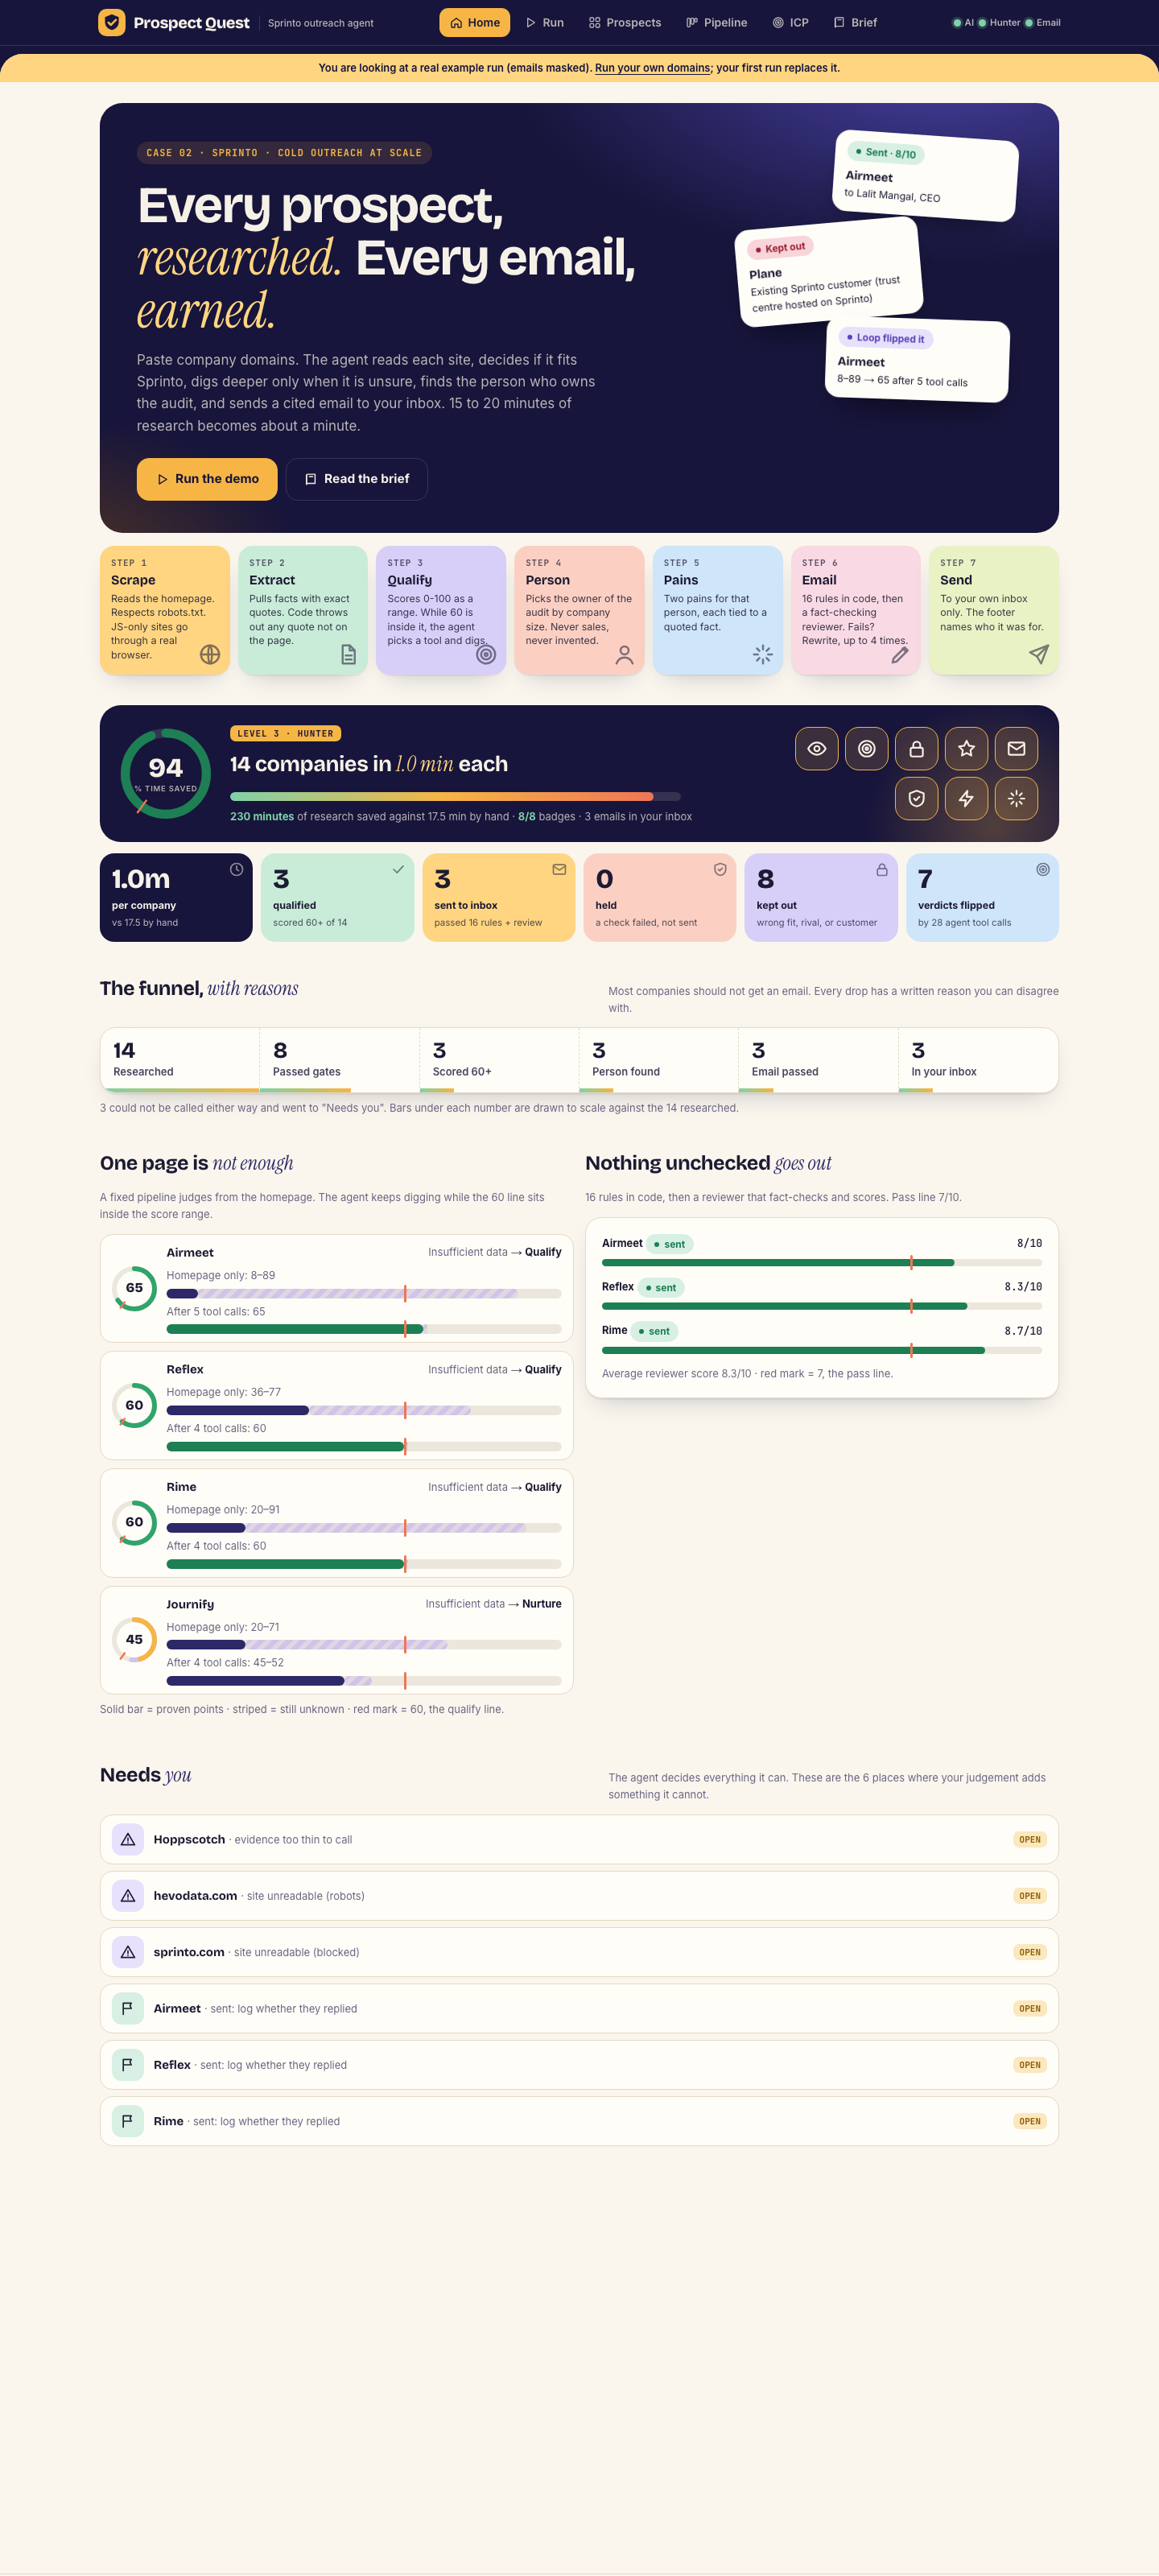 Prospect Quest
Sprinto outreach agent
Home
Run
Prospects
Pipeline
ICP
Brief
AI
Hunter
Email
You are looking at a real example run (emails masked). Run your own domains; your first run replaces it.
CASE 02 · SPRINTO · COLD OUTREACH AT SCALE
Every prospect,
researched. Every email,
earned.
Paste company domains. The agent reads each site, decides if it fits
Sprinto, digs deeper only when it is unsure, finds the person who owns
the audit, and sends a cited email to your inbox. 15 to 20 minutes of
research becomes about a minute.
Run the demo
Read the brief
Sent · 8/10
Airmeet
to Lalit Mangal, CEO
Kept out
Plane
Existing Sprinto customer (trust
centre hosted on Sprinto)
Loop flipped it
Airmeet
8–89 → 65 after 5 tool calls
STEP 1
Scrape
Reads the homepage.
Respects robots.txt.
JS-only sites go
through a real
browser.
STEP 2
Extract
Pulls facts with exact
quotes. Code throws
out any quote not on
the page.
STEP 3
Qualify
Scores 0-100 as a
range. While 60 is
inside it, the agent
picks a tool and digs.
STEP 4
Person
Picks the owner of the
audit by company
size. Never sales,
never invented.
STEP 5
Pains
Two pains for that
person, each tied to a
quoted fact.
STEP 6
Email
16 rules in code, then
a fact-checking
reviewer. Fails?
Rewrite, up to 4 times.
STEP 7
Send
To your own inbox
only. The footer
names who it was for.
94
% TIME SAVED
LEVEL 3 · HUNTER
14 companies in 1.0 min each
230 minutes of research saved against 17.5 min by hand · 8/8 badges · 3 emails in your inbox
1.0m
per company
vs 17.5 by hand
3
qualified
scored 60+ of 14
3
sent to inbox
passed 16 rules + review
0
held
a check failed, not sent
8
kept out
wrong fit, rival, or customer
7
verdicts flipped
by 28 agent tool calls
The funnel, with reasons
Most companies should not get an email. Every drop has a written reason you can disagree
with.
14
Researched
8
Passed gates
3
Scored 60+
3
Person found
3
Email passed
3
In your inbox
3 could not be called either way and went to "Needs you". Bars under each number are drawn to scale against the 14 researched.
One page is not enough
A fixed pipeline judges from the homepage. The agent keeps digging while the 60 line sits
inside the score range.
65
Airmeet
Insufficient data → Qualify
Homepage only: 8–89
After 5 tool calls: 65
60
Reflex
Insufficient data → Qualify
Homepage only: 36–77
After 4 tool calls: 60
60
Rime
Insufficient data → Qualify
Homepage only: 20–91
After 4 tool calls: 60
45
Journify
Insufficient data → Nurture
Homepage only: 20–71
After 4 tool calls: 45–52
Solid bar = proven points · striped = still unknown · red mark = 60, the qualify line.
Nothing unchecked goes out
16 rules in code, then a reviewer that fact-checks and scores. Pass line 7/10.
Airmeet sent 8/10
Reflex sent 8.3/10
Rime sent 8.7/10
Average reviewer score 8.3/10 · red mark = 7, the pass line.
Needs you
The agent decides everything it can. These are the 6 places where your judgement adds
something it cannot.
Hoppscotch · evidence too thin to call OPEN
hevodata.com · site unreadable (robots) OPEN
sprinto.com · site unreadable (blocked) OPEN
Airmeet · sent: log whether they replied OPEN
Reflex · sent: log whether they replied OPEN
Rime · sent: log whether they replied OPEN